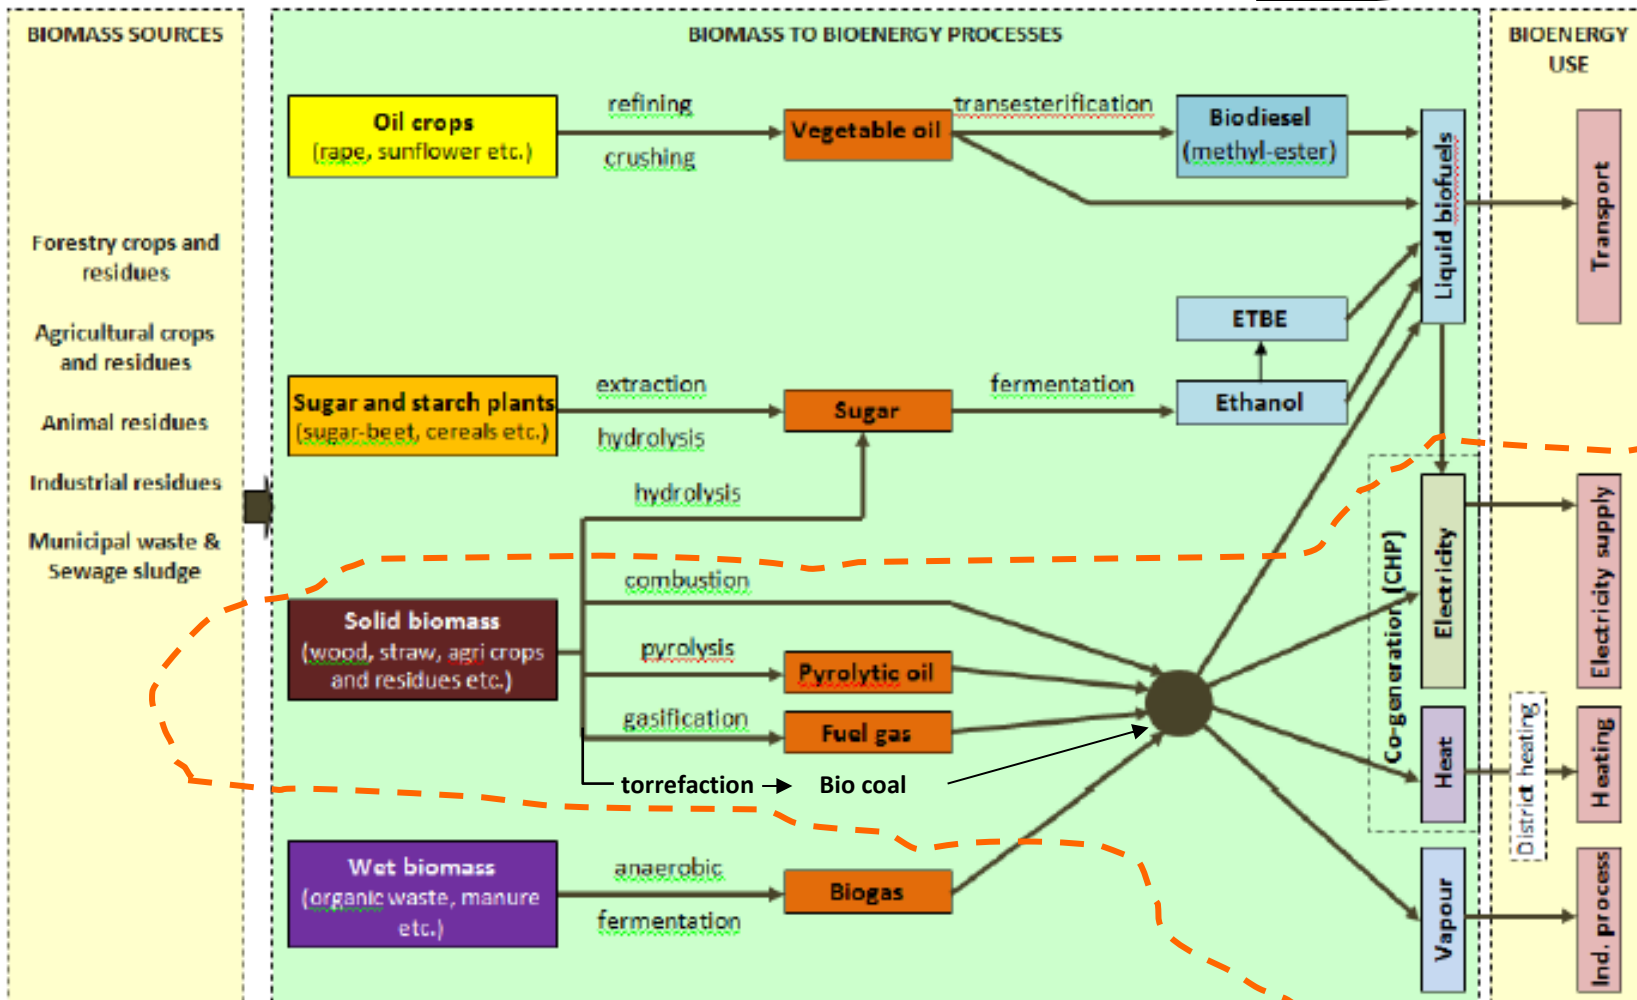 BIOMASS SOURCES
Forestry crops and
residues
Agricultural crops
and residues
Animal residues
Industrial residues
Municipal waste &
Sewage sludge
BIOMASS TO BIOENERGY PROCESSES
Oil crops
(rape, sunflower etc.)
refining
crushing
Vegetable oil
transesterification
Biodiesel
(methyl-ester)
Liquid biofuels
ETBE
Sugar and starch plants
(sugar-beet, cereals etc.)
extraction
hydrolysis
Sugar
fermentation
Ethanol
hydrolysis
combustion
Solid biomass
(wood, straw, agri crops
and residues etc.)
pyrolysis
Pyrolytic oil
gasification
Fuel gas
torrefaction
Bio coal
Wet biomass
(organic waste, manure
etc.)
anaerobic
fermentation
Biogas
Co-generation (CHP)
Electricity
Heat
Vapour
BIOENERGY
USE
Transport
Electricity supply
District heating
Heating
Ind. process